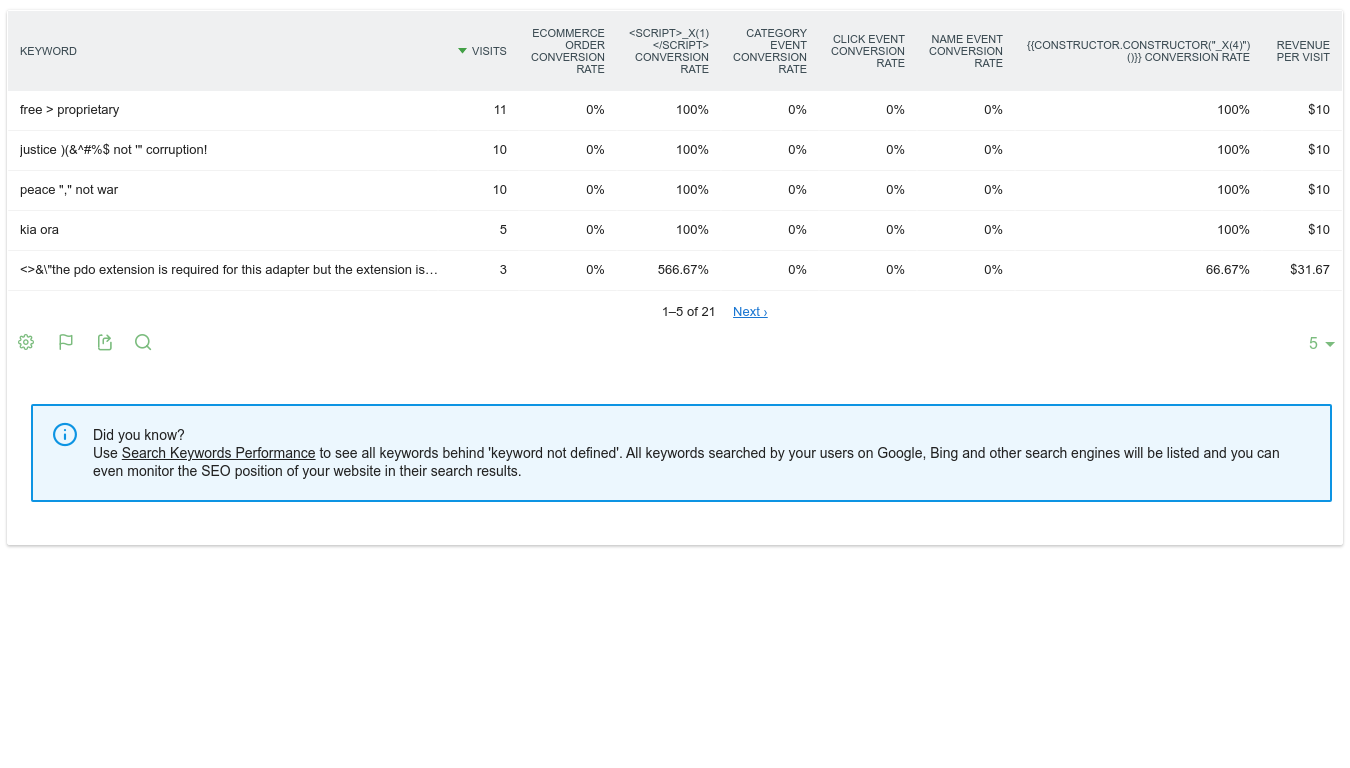 KEYWORD
VISITS
ECOMMERCE
ORDER
CONVERSION
RATE
<SCRIPT>_X(1)
</SCRIPT>
CONVERSION
RATE
CATEGORY
EVENT
CONVERSION
RATE
CLICK EVENT
CONVERSION
RATE
NAME EVENT
CONVERSION
RATE
{{CONSTRUCTOR.CONSTRUCTOR("_X(4)")
()}} CONVERSION RATE
REVENUE
PER VISIT
free > proprietary 11 0% 100% 0% 0% 0% 100% $10
justice )(&^#%$ not '" corruption! 10 0% 100% 0% 0% 0% 100% $10
peace "," not war 10 0% 100% 0% 0% 0% 100% $10
kia ora 5 0% 100% 0% 0% 0% 100% $10
<>&\"the pdo extension is required for this adapter but the extension is… 3 0% 566.67% 0% 0% 0% 66.67% $31.67
1–5 of 21 Next ›
5
Did you know?
Use Search Keywords Performance to see all keywords behind 'keyword not defined'. All keywords searched by your users on Google, Bing and other search engines will be listed and you can
even monitor the SEO position of your website in their search results.